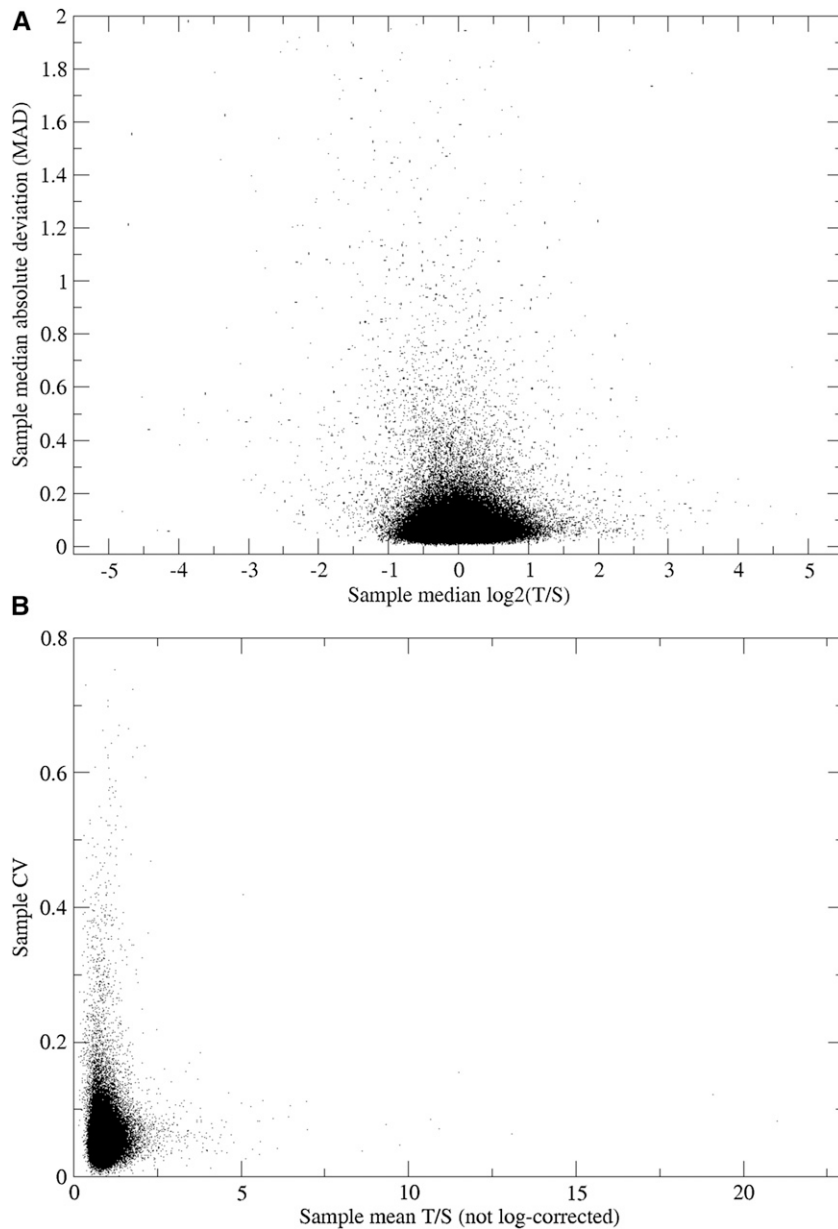 A
2
1.8
1.6
1.4
1.2
1
0.8
0.6
0.4
0.2
0
Sample median absolute deviation (MAD)
-5 -4 -3 -2 -1 0 1 2 3 4 5
Sample median log2(T/S)
B
0.8
0.6
0.4
0.2
0
Sample CV
0 5 10 15 20
Sample mean T/S (not log-corrected)